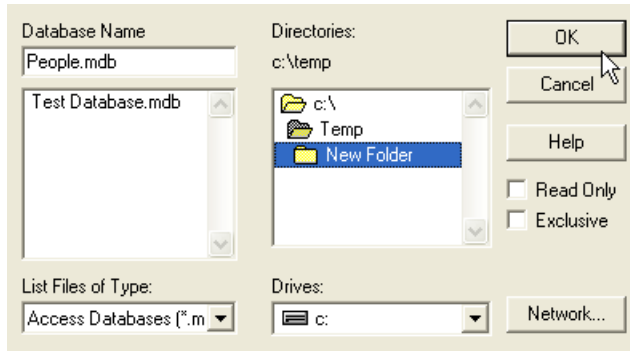 Database Name
People.mdb
Test Database.mdb
List Files of Type:
Access Databases (*.m
Directories:
c:\temp
c:\
Temp
New Folder
Drives:
c:
OK
Cancel
Help
Read Only
Exclusive
Network...